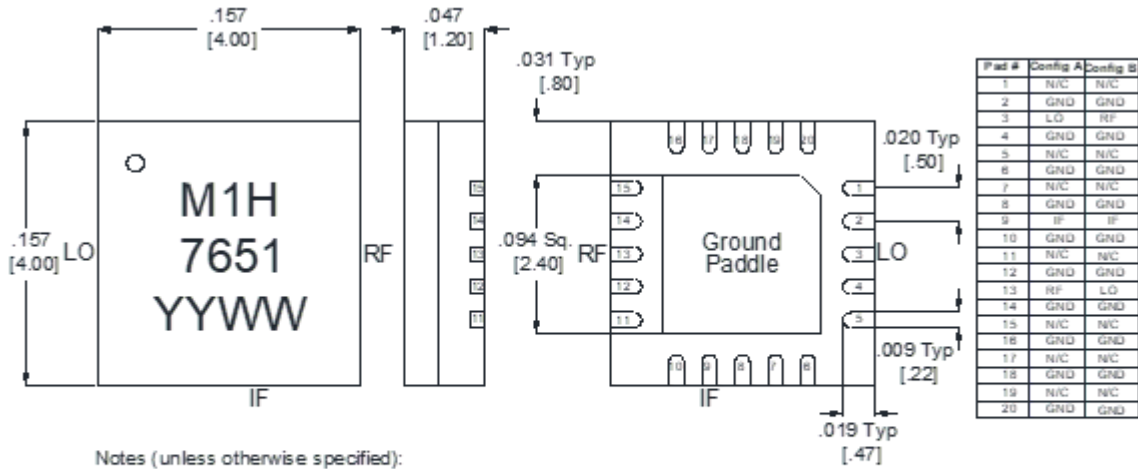 .157
[4.00]
.047
[1.20]
.031 Typ
[.80]
.157
[4.00]
LO
M1H
7651
YYWW
RF
IF
15
14
13
12
11
16 17 18 19 20
15
14
13
12
11
1
2
3
4
5
10 9 8 7 6
.094 Sq.
[2.40]
RF
Ground
Paddle
LO
IF
.020 Typ
[.50]
.009 Typ
[.22]
.019 Typ
[.47]
Pad # Config A Config B
1 N/C N/C
2 GND GND
3 LO RF
4 GND GND
5 N/C N/C
6 GND GND
7 N/C N/C
8 GND GND
9 IF IF
10 GND GND
11 N/C N/C
12 GND GND
13 RF LO
14 GND GND
15 N/C N/C
16 GND GND
17 N/C N/C
18 GND GND
19 N/C N/C
20 GND GND
Notes (unless otherwise specified):